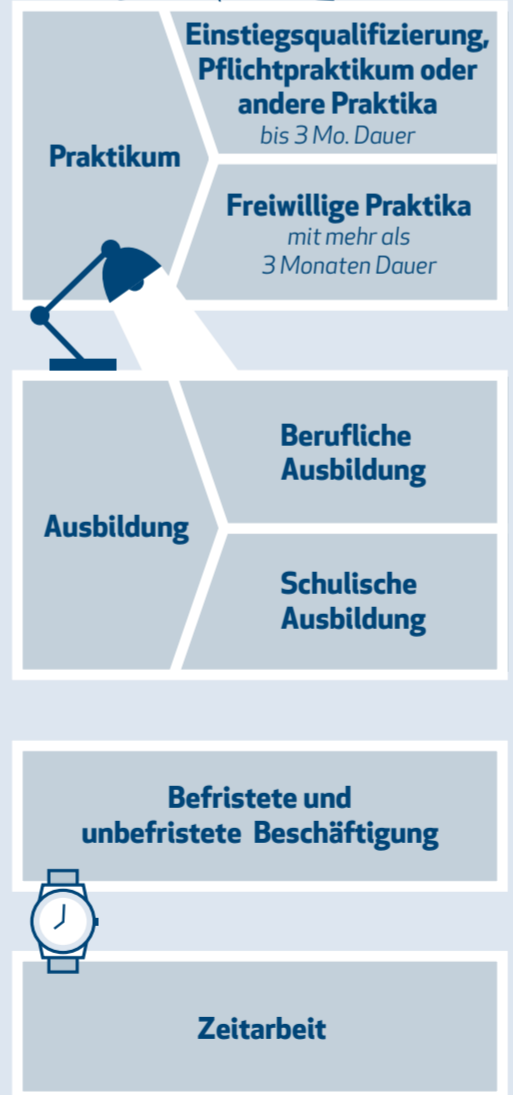 Praktikum
Einstiegsqualifizierung,
Pflichtpraktikum oder
andere Praktika
bis 3 Mo. Dauer
Freiwillige Praktika
mit mehr als
3 Monaten Dauer
Ausbildung
Berufliche
Ausbildung
Schulische
Ausbildung
Befristete und
unbefristete Beschäftigung
Zeitarbeit